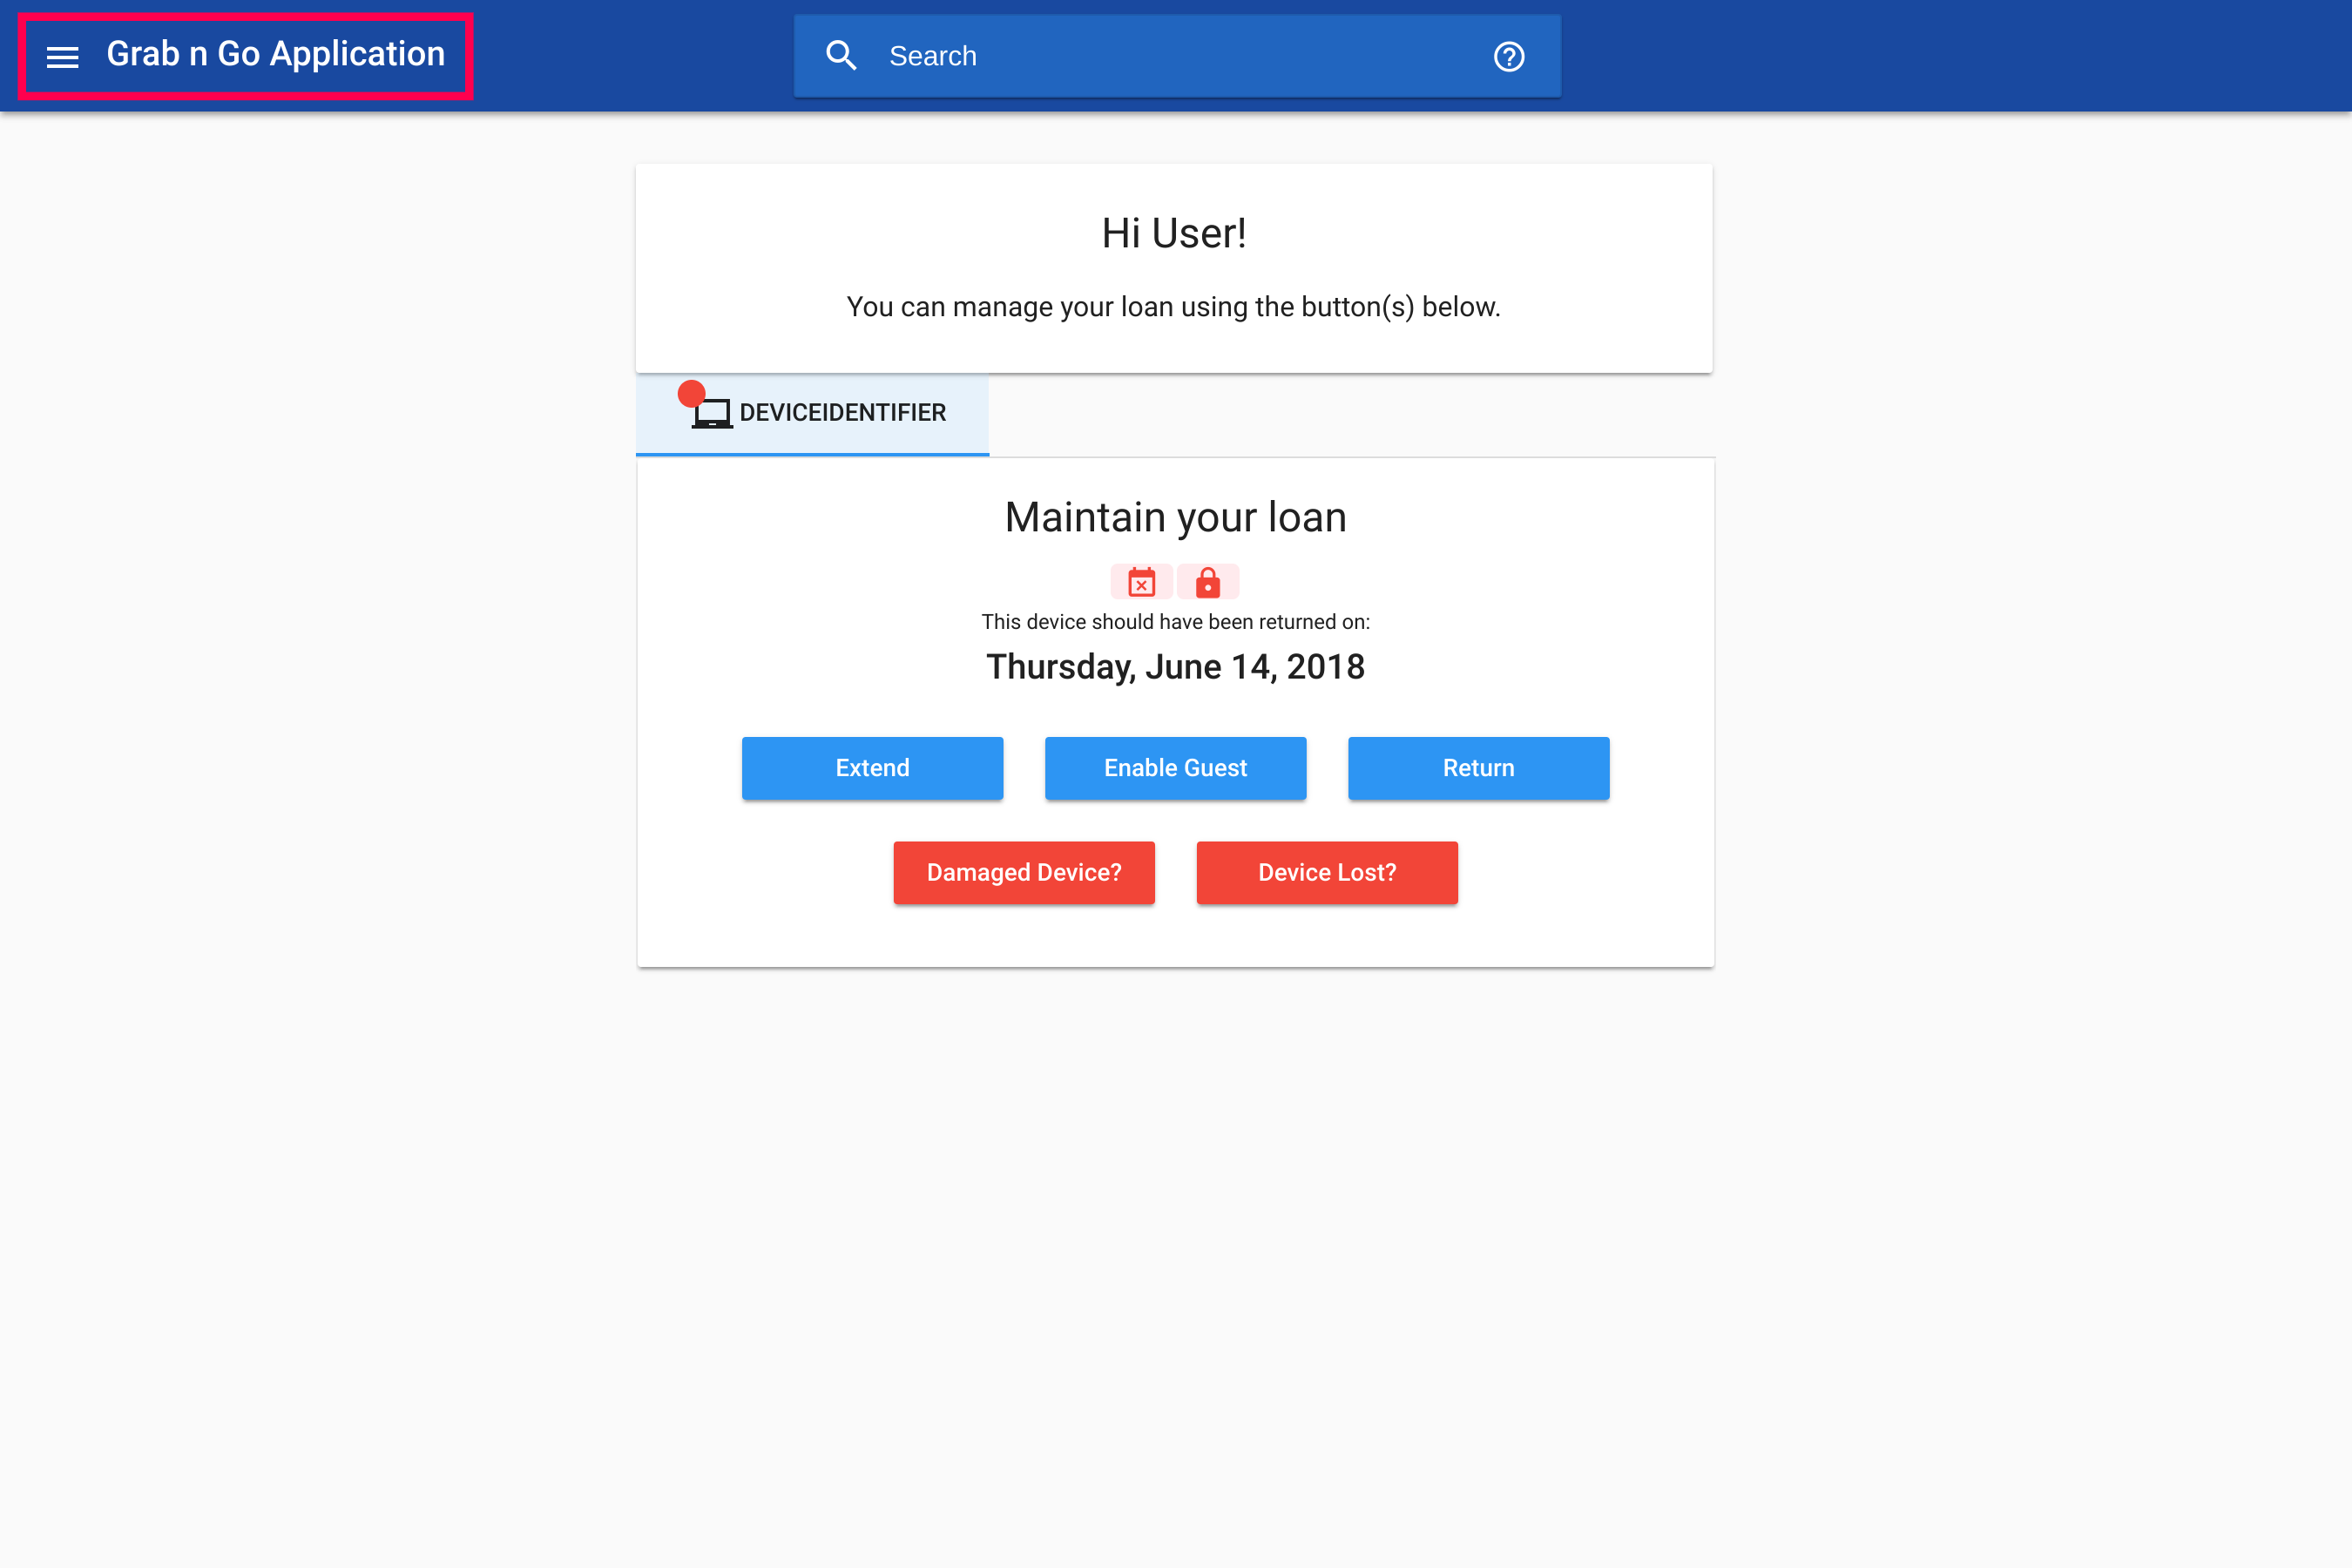 Grab n Go Application
Search
Hi User!
You can manage your loan using the button(s) below.
DEVICEIDENTIFIER
Maintain your loan
This device should have been returned on:
Thursday, June 14, 2018
Extend
Enable Guest
Return
Damaged Device?
Device Lost?